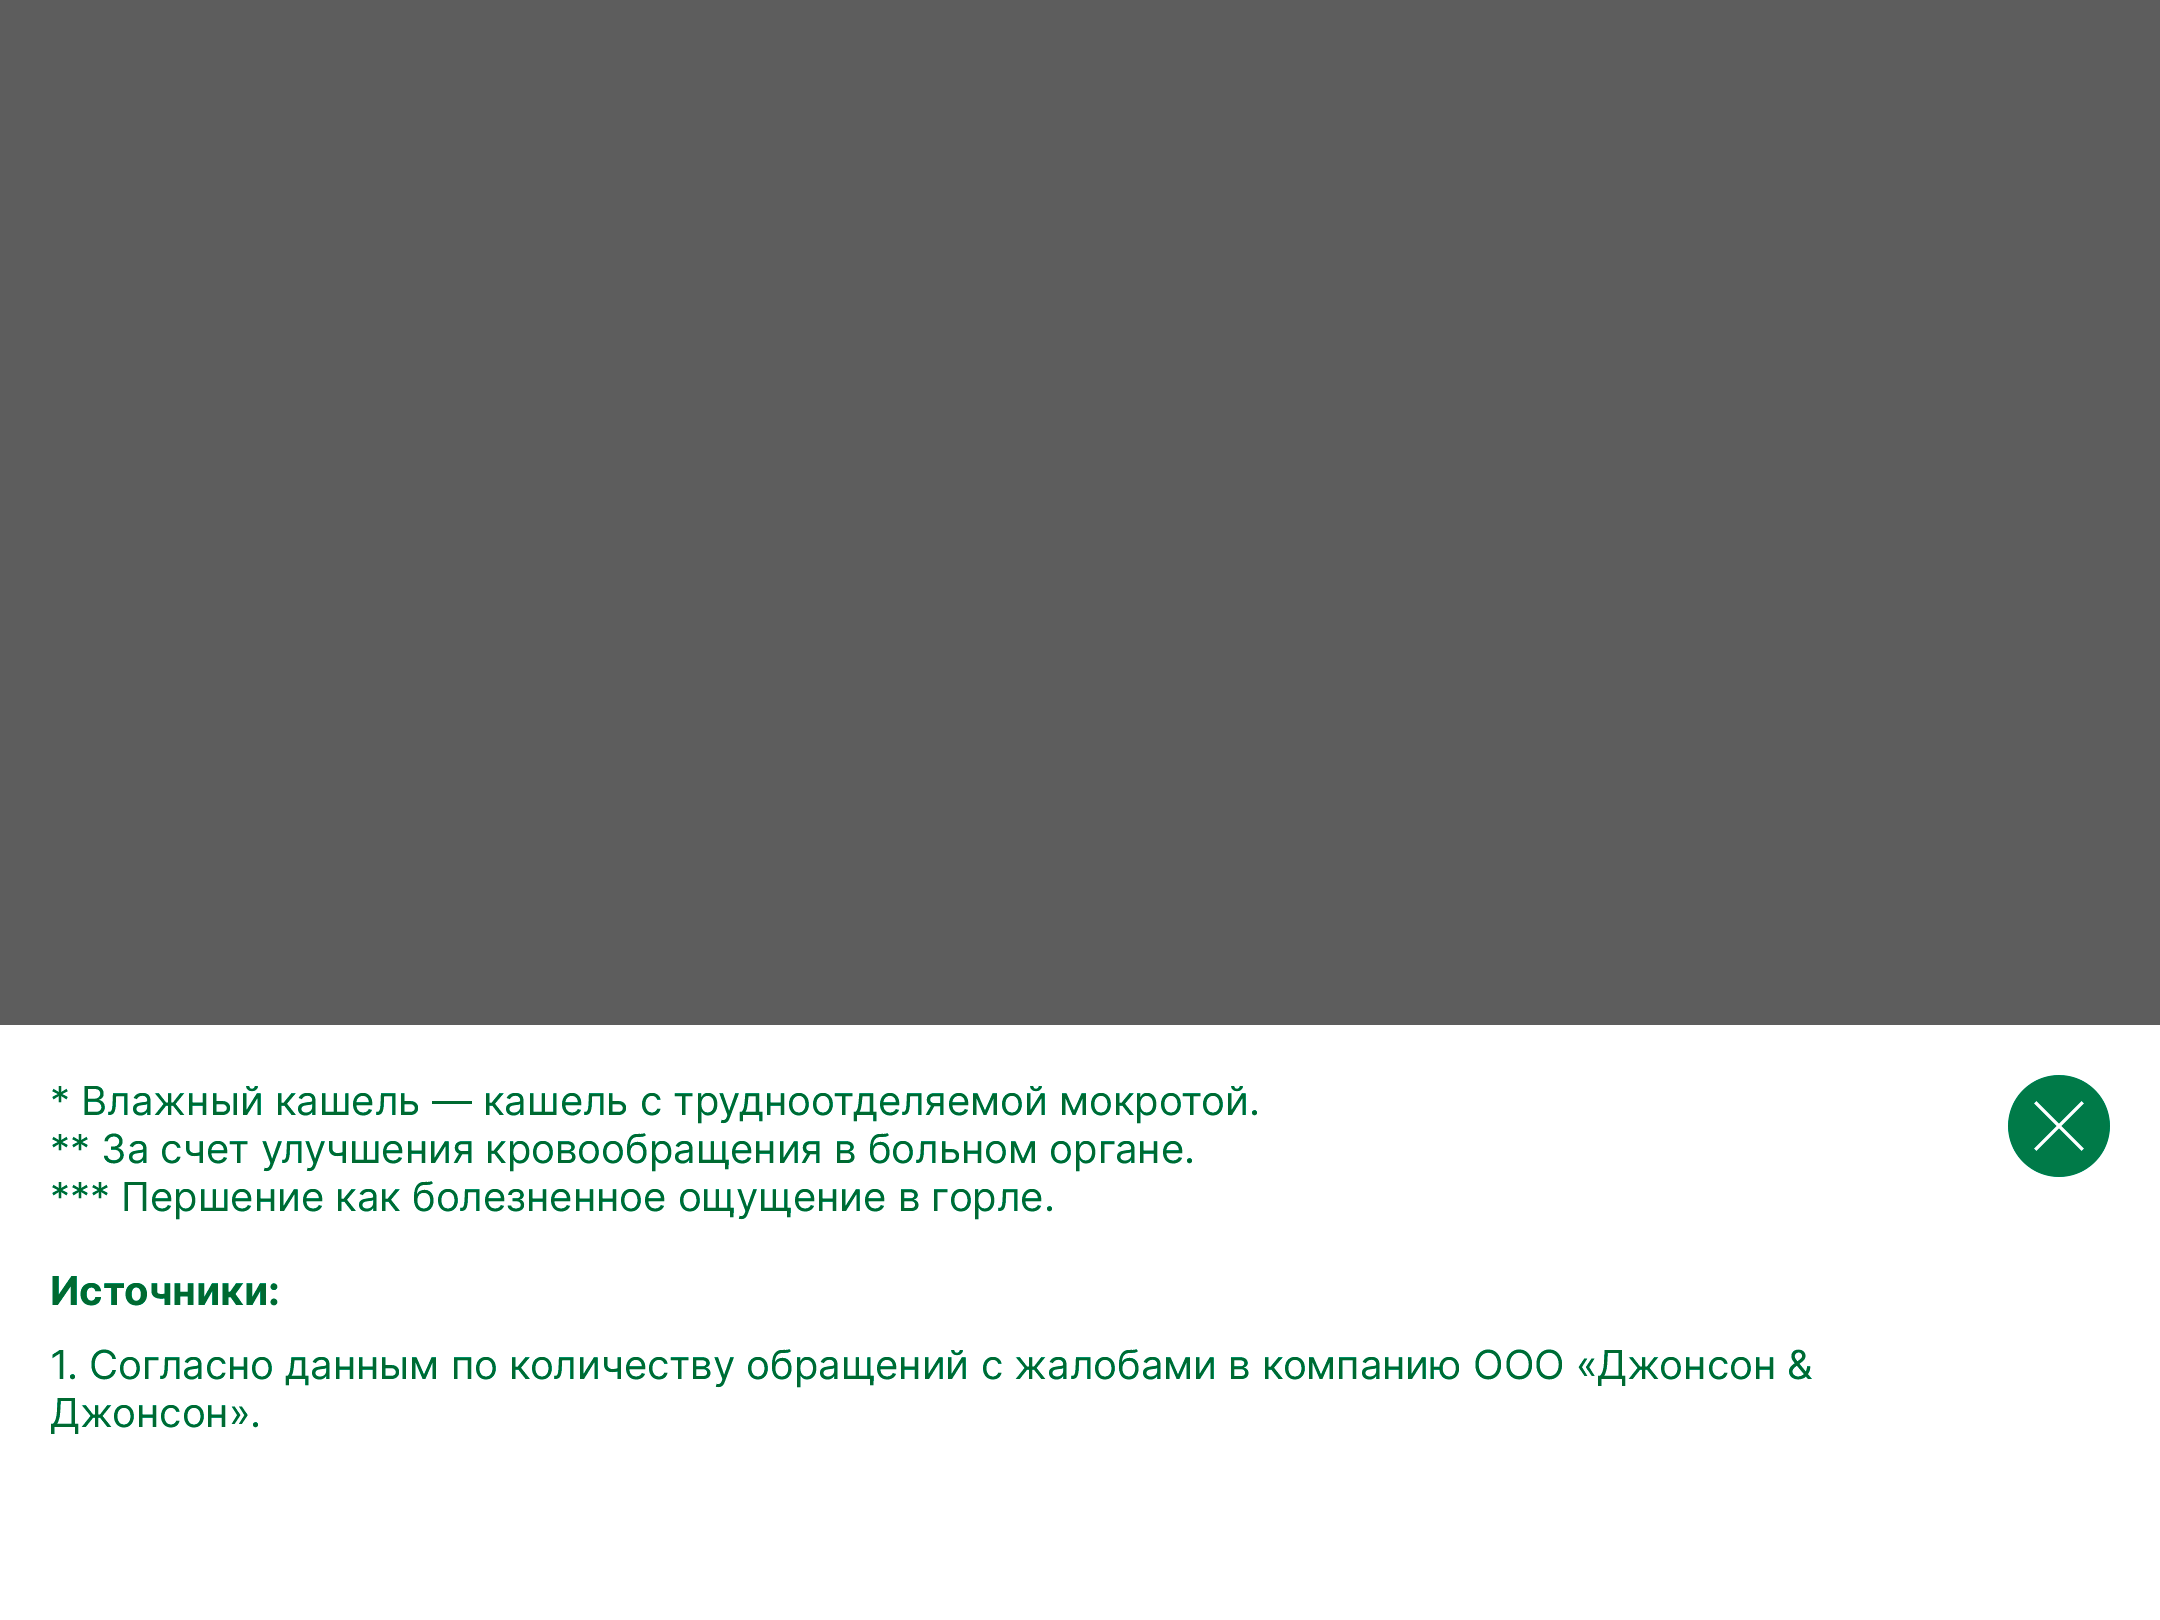 * Влажный кашель — кашель с трудноотделяемой мокротой.
** За счет улучшения кровообращения в больном органе.
*** Першение как болезненное ощущение в горле.
Источники:
1. Согласно данным по количеству обращений с жалобами в компанию ООО «Джонсон &
Джонсон».